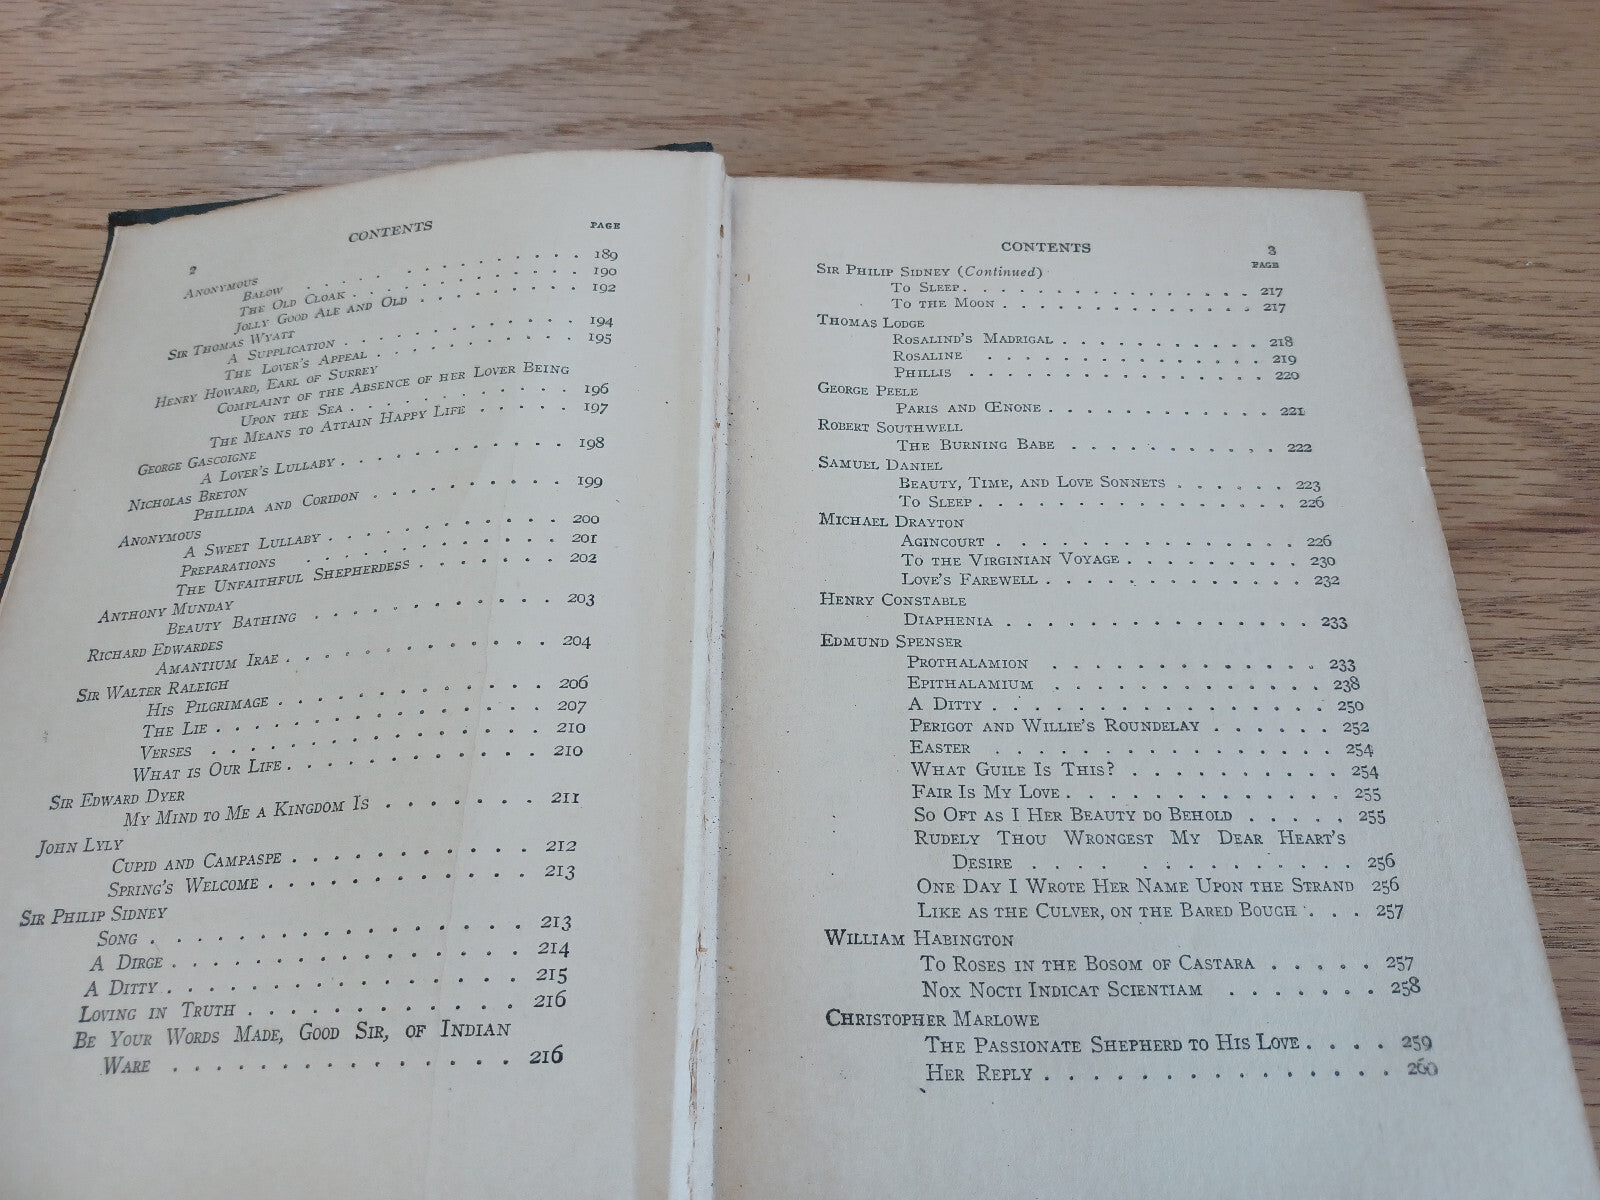 2 CONTENTS PAGE
ANONYMOUS
BALOW . . . . . . . . . . . . 189
THE OLD CLOAK . . . . . . . . . . 190
JOLLY GOOD ALE AND OLD . . . . . . . . 192
SIR THOMAS WYATT
A SUPPLICATION . . . . . . . . . . 194
THE LOVER'S APPEAL . . . . . . . . . 195
HENRY HOWARD, EARL OF SURREY
COMPLAINT OF THE ABSENCE OF HER LOVER BEING
UPON THE SEA . . . . . . . . . . 196
THE MEANS TO ATTAIN HAPPY LIFE . . . . . 197
GEORGE GASCOIGNE
A LOVER'S LULLABY . . . . . . . . . 198
NICHOLAS BRETON
PHILLIDA AND CORIDON . . . . . . . . 199
ANONYMOUS
A SWEET LULLABY . . . . . . . . . . 200
PREPARATIONS . . . . . . . . . . 201
THE UNFAITHFUL SHEPHERDESS . . . . . . 202
ANTHONY MUNDAY
BEAUTY BATHING . . . . . . . . . . 203
RICHARD EDWARDES
AMANTIUM IRAE . . . . . . . . . . 204
SIR WALTER RALEIGH
HIS PILGRIMAGE . . . . . . . . . . 206
THE LIE . . . . . . . . . . . . . 207
VERSES . . . . . . . . . . . . . 210
WHAT IS OUR LIFE . . . . . . . . . . 210
SIR EDWARD DYER
MY MIND TO ME A KINGDOM IS . . . . . . 211
JOHN LYLY
CUPID AND CAMPASPE . . . . . . . . . 212
SPRING'S WELCOME . . . . . . . . . . 213
SIR PHILIP SIDNEY
SONG . . . . . . . . . . . . . . 213
A DIRGE . . . . . . . . . . . . . 214
A DITTY . . . . . . . . . . . . . 215
LOVING IN TRUTH . . . . . . . . . . 216
BE YOUR WORDS MADE, GOOD SIR, OF INDIAN
WARE . . . . . . . . . . . . . 216
CONTENTS 3
PAGE
SIR PHILIP SIDNEY (Continued)
TO SLEEP . . . . . . . . . . . . . 217
TO THE MOON . . . . . . . . . . . . 217
THOMAS LODGE
ROSALIND'S MADRIGAL . . . . . . . . . 218
ROSALINE . . . . . . . . . . . . 219
PHILLIS . . . . . . . . . . . . . 220
GEORGE PEELE
PARIS AND ŒNONE . . . . . . . . . . 221
ROBERT SOUTHWELL
THE BURNING BABE . . . . . . . . . 222
SAMUEL DANIEL
BEAUTY, TIME, AND LOVE SONNETS . . . . . 223
TO SLEEP . . . . . . . . . . . . . 226
MICHAEL DRAYTON
AGINCOURT . . . . . . . . . . . . 226
TO THE VIRGINIAN VOYAGE . . . . . . . 230
LOVE'S FAREWELL . . . . . . . . . . 232
HENRY CONSTABLE
DIAPHENIA . . . . . . . . . . . . 233
EDMUND SPENSER
PROTHALAMION . . . . . . . . . . . 233
EPITHALAMIUM . . . . . . . . . . . 238
A DITTY . . . . . . . . . . . . . 250
PERIGOT AND WILLIE'S ROUNDELAY . . . . . 252
EASTER . . . . . . . . . . . . . 254
WHAT GUILE IS THIS? . . . . . . . . . 254
FAIR IS MY LOVE . . . . . . . . . . 255
SO OFT AS I HER BEAUTY DO BEHOLD . . . . . 255
RUDELY THOU WRONGEST MY DEAR HEART'S
DESIRE . . . . . . . . . . . . 256
ONE DAY I WROTE HER NAME UPON THE STRAND 256
LIKE AS THE CULVER, ON THE BARED BOUGH . . . 257
WILLIAM HABINGTON
TO ROSES IN THE BOSOM OF CASTARA . . . . . 257
NOX NOCTI INDICAT SCIENTIAM . . . . . . . 258
CHRISTOPHER MARLOWE
THE PASSIONATE SHEPHERD TO HIS LOVE . . . . 259
HER REPLY . . . . . . . . . . . . . 260